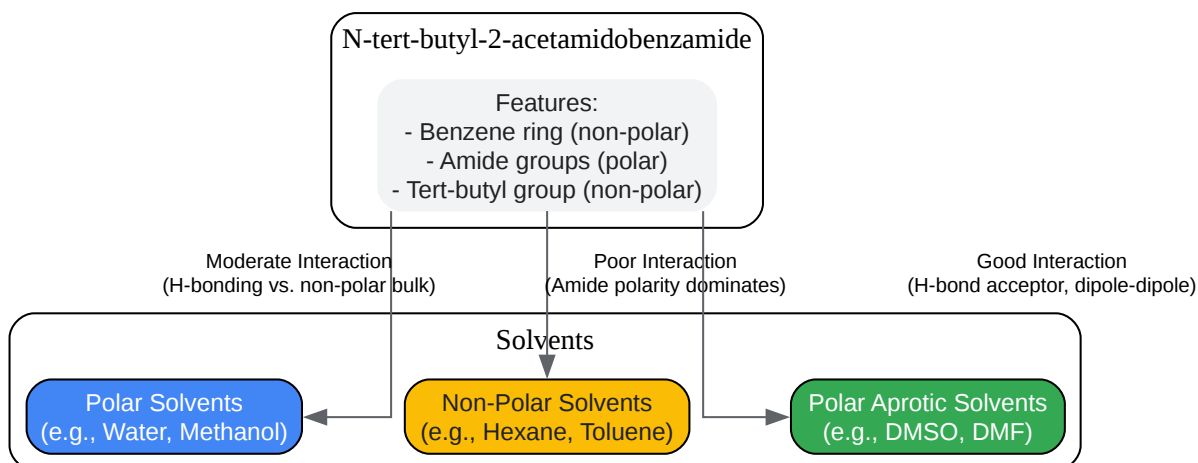 N-tert-butyl-2-acetamidobenzamide
Features:
- Benzene ring (non-polar)
- Amide groups (polar)
- Tert-butyl group (non-polar)
Moderate Interaction
(H-bonding vs. non-polar bulk)
Poor Interaction
(Amide polarity dominates)
Good Interaction
(H-bond acceptor, dipole-dipole)
Solvents
Polar Solvents
(e.g., Water, Methanol)
Non-Polar Solvents
(e.g., Hexane, Toluene)
Polar Aprotic Solvents
(e.g., DMSO, DMF)